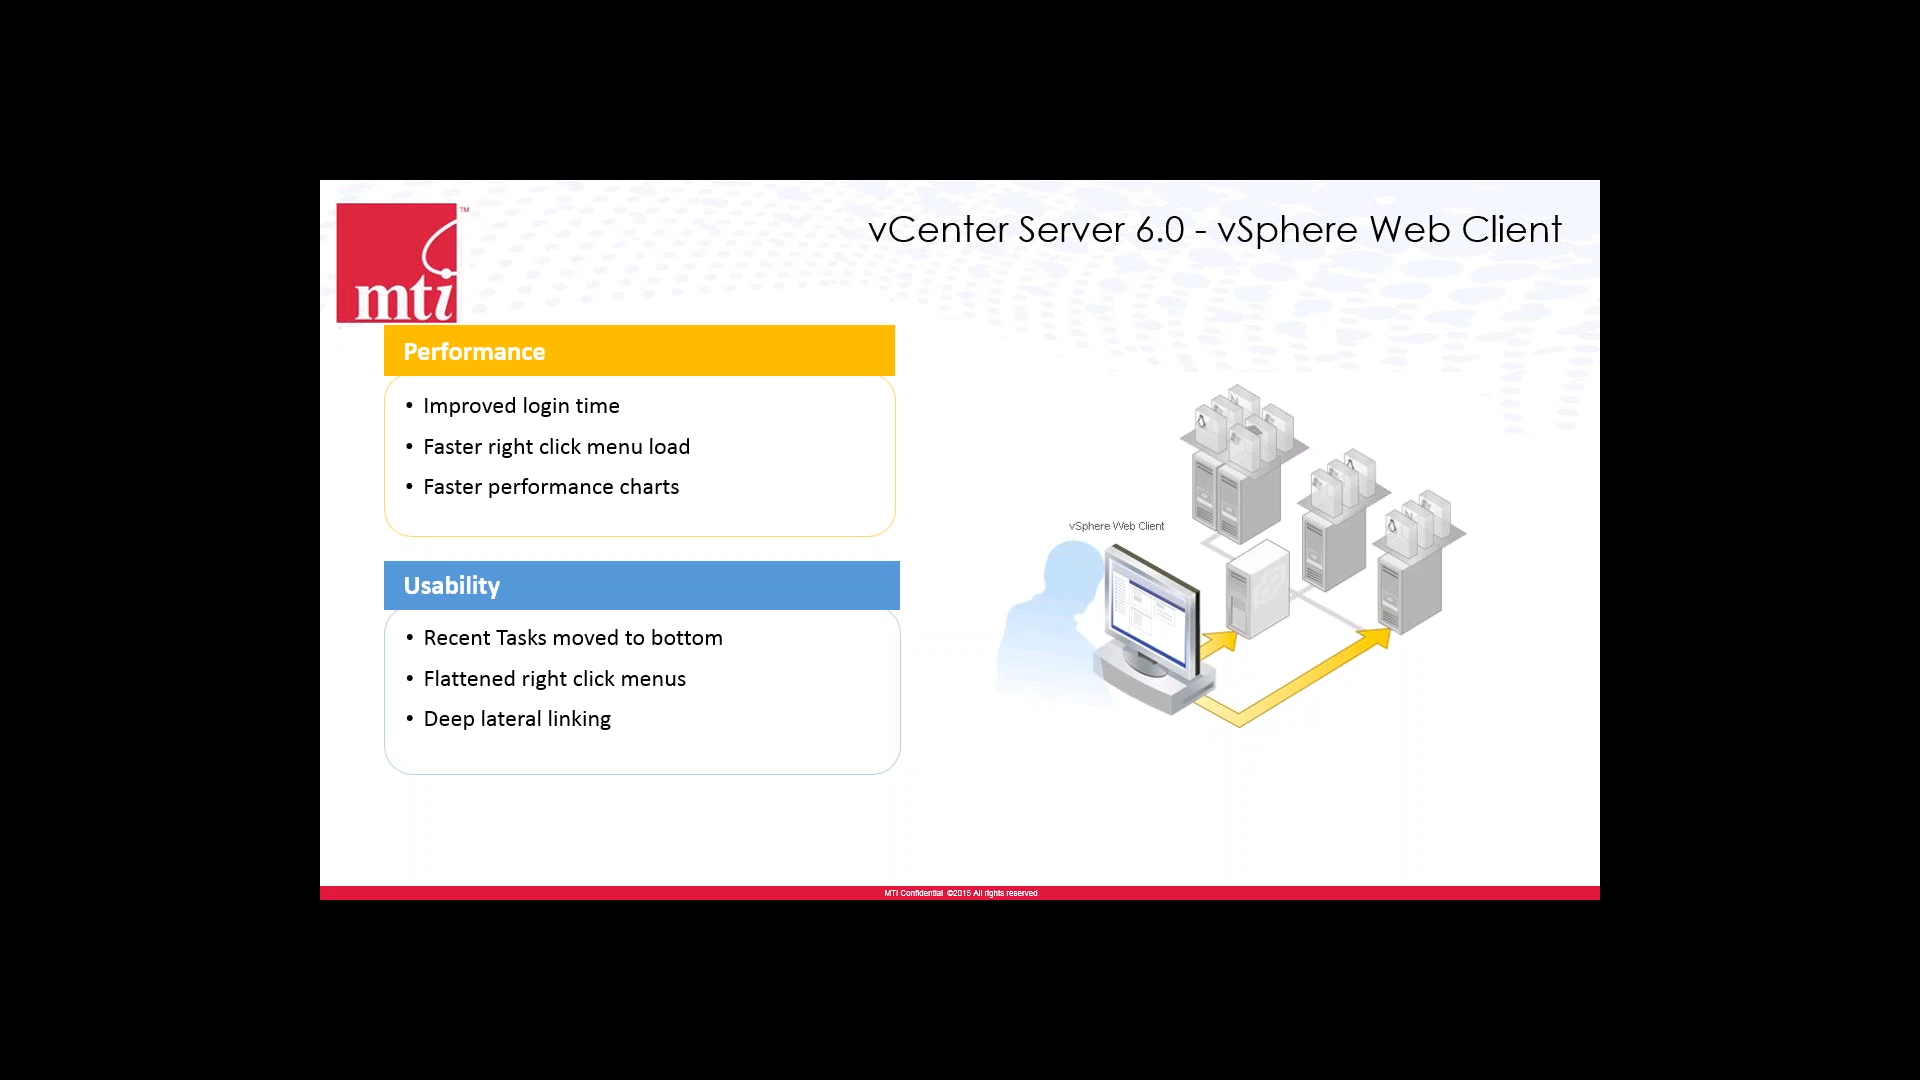 mti
™
vCenter Server 6.0 - vSphere Web Client
Performance
• Improved login time
• Faster right click menu load
• Faster performance charts
Usability
• Recent Tasks moved to bottom
• Flattened right click menus
• Deep lateral linking
vSphere Web Client
MTI Confidential ©2015 All rights reserved